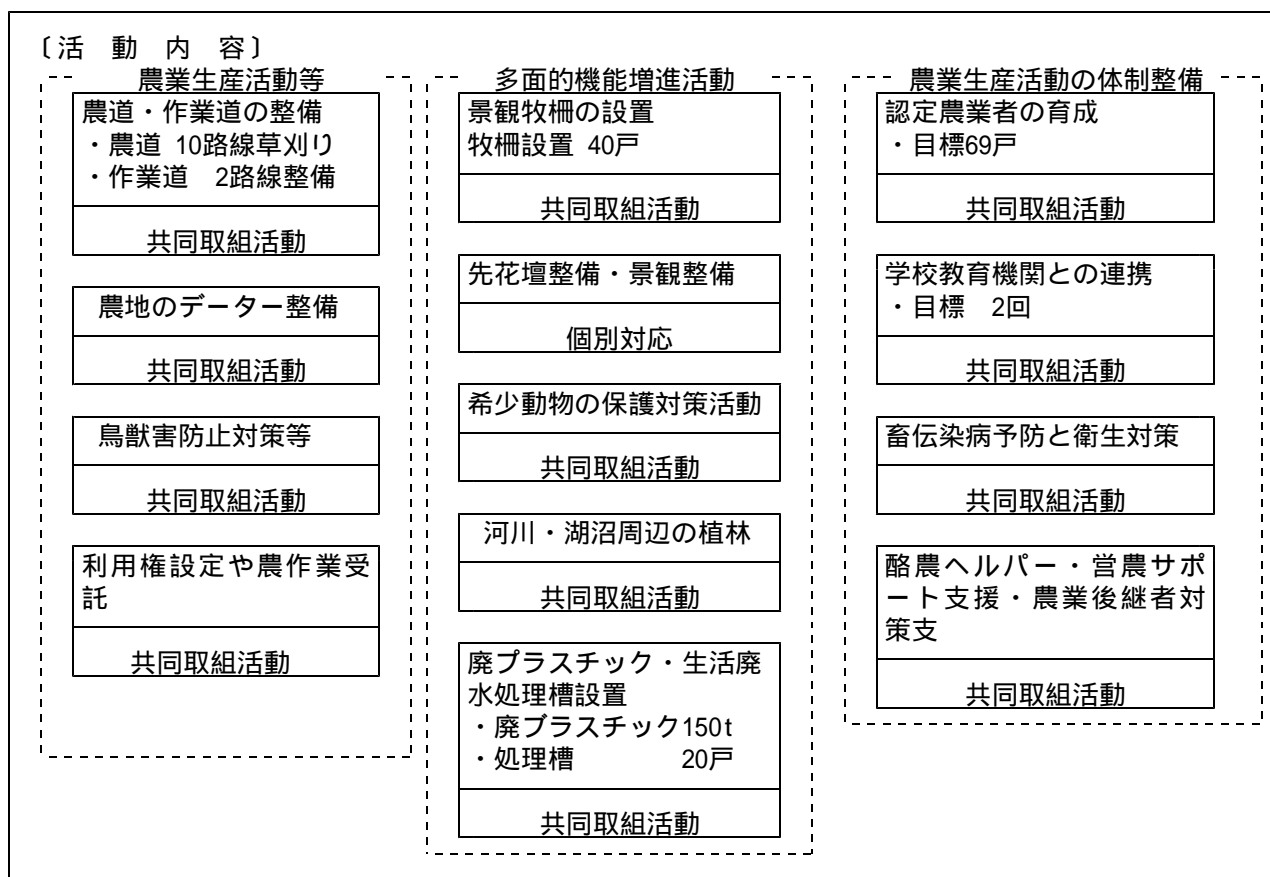 〔活 動 内 容〕
農業生産活動等
農道・作業道の整備
・農道 10路線草刈り
・作業道 2路線整備
共同取組活動
農地のデーター整備
共同取組活動
鳥獣害防止対策等
共同取組活動
利用権設定や農作業受
託
共同取組活動
多面的機能増進活動
景観牧柵の設置
牧柵設置 40戸
共同取組活動
先花壇整備・景観整備
個別対応
希少動物の保護対策活動
共同取組活動
河川・湖沼周辺の植林
共同取組活動
廃プラスチック・生活廃
水処理槽設置
・廃ブラスチック150t
・処理槽 20戸
共同取組活動
農業生産活動の体制整備
認定農業者の育成
・目標69戸
共同取組活動
学校教育機関との連携
・目標 2回
共同取組活動
畜伝染病予防と衛生対策
共同取組活動
酪農ヘルパー・営農サポ
ート支援・農業後継者対
策支
共同取組活動